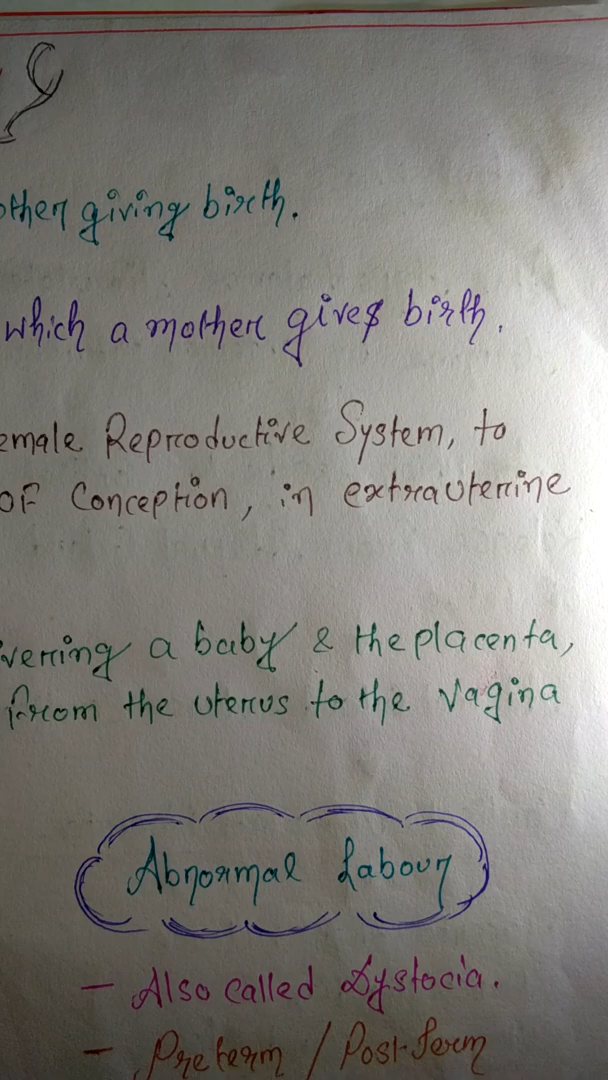 other giving birth.
which a mother gives birth.
emale Reproductive System, to
OF Conception, in extrauterine
vering a baby & the placenta,
from the uterus to the Vagina
Abnormal Labour
- Also called Dystocia.
- Preterm / Post-term